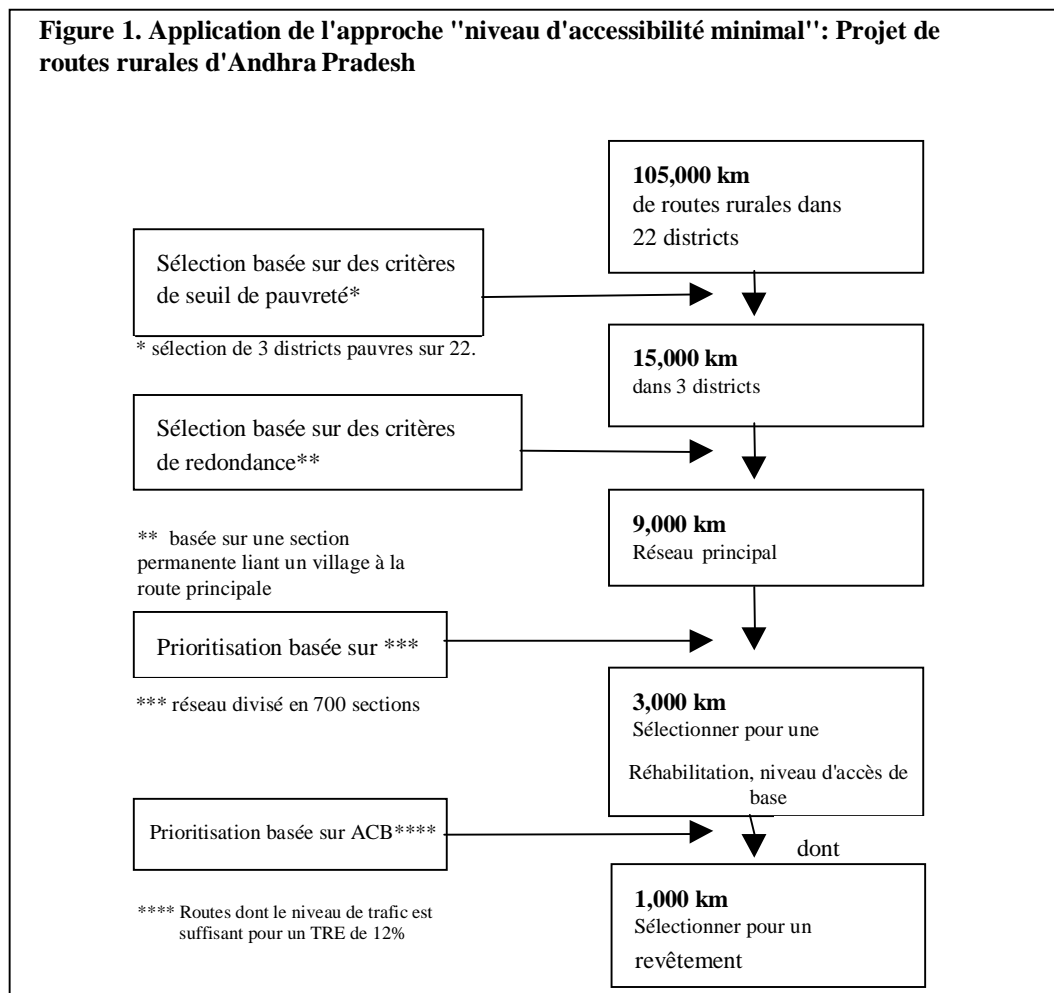 Figure 1. Application de l'approche "niveau d'accessibilité minimal": Projet de
routes rurales d'Andhra Pradesh
105,000 km
de routes rurales dans
22 districts
Sélection basée sur des critères
de seuil de pauvreté*
* sélection de 3 districts pauvres sur 22.
15,000 km
dans 3 districts
Sélection basée sur des critères
de redondance**
** basée sur une section
permanente liant un village à la
route principale
9,000 km
Réseau principal
Prioritisation basée sur ***
*** réseau divisé en 700 sections
3,000 km
Sélectionner pour une
Réhabilitation, niveau d'accès de
base
Prioritisation basée sur ACB****
dont
**** Routes dont le niveau de trafic est
suffisant pour un TRE de 12%
1,000 km
Sélectionner pour un
revêtement